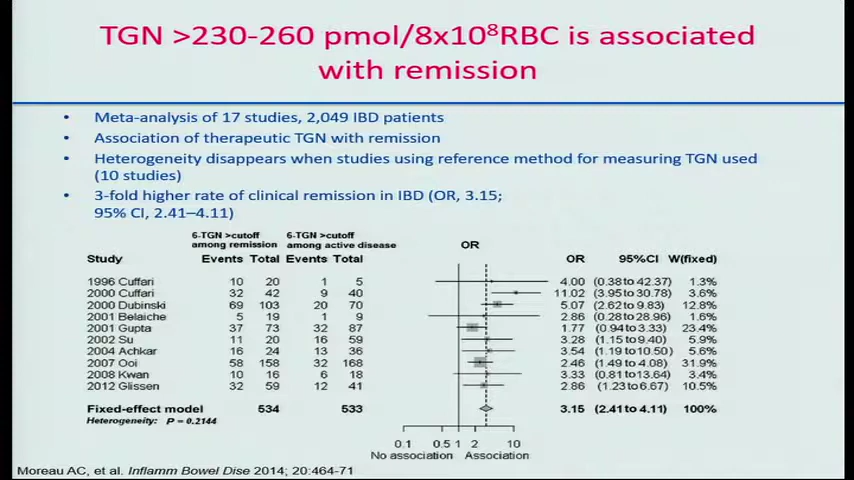 TGN >230-260 pmol/8x10⁸RBC is associated
with remission
• Meta-analysis of 17 studies, 2,049 IBD patients
• Association of therapeutic TGN with remission
• Heterogeneity disappears when studies using reference method for measuring TGN used
(10 studies)
• 3-fold higher rate of clinical remission in IBD (OR, 3.15;
95% CI, 2.41–4.11)
6-TGN >cutoff 6-TGN >cutoff
among remission among active disease OR
Study Events Total Events Total OR 95%CI W(fixed)
1996 Cuffari 10 20 1 5 4.00 (0.38 to 42.37) 1.3%
2000 Cuffari 32 42 9 40 11.02 (3.95 to 30.78) 3.6%
2000 Dubinski 69 103 20 70 5.07 (2.62 to 9.83) 12.8%
2001 Belaiche 5 19 1 9 2.86 (0.28 to 28.96) 1.6%
2001 Gupta 37 73 32 87 1.77 (0.94 to 3.33) 23.4%
2002 Su 11 20 16 59 3.28 (1.15 to 9.40) 5.9%
2004 Achkar 16 24 13 36 3.54 (1.19 to 10.50) 5.6%
2007 Ooi 58 158 32 168 2.46 (1.49 to 4.08) 31.9%
2008 Kwan 10 16 6 18 3.33 (0.81 to 13.64) 3.4%
2012 Glissen 32 59 12 41 2.86 (1.23 to 6.67) 10.5%
Fixed-effect model 534 533 3.15 (2.41 to 4.11) 100%
Heterogeneity: P = 0.2144
0.1 0.5 1 2 10
No association Association
Moreau AC, et al. Inflamm Bowel Dise 2014; 20:464-71